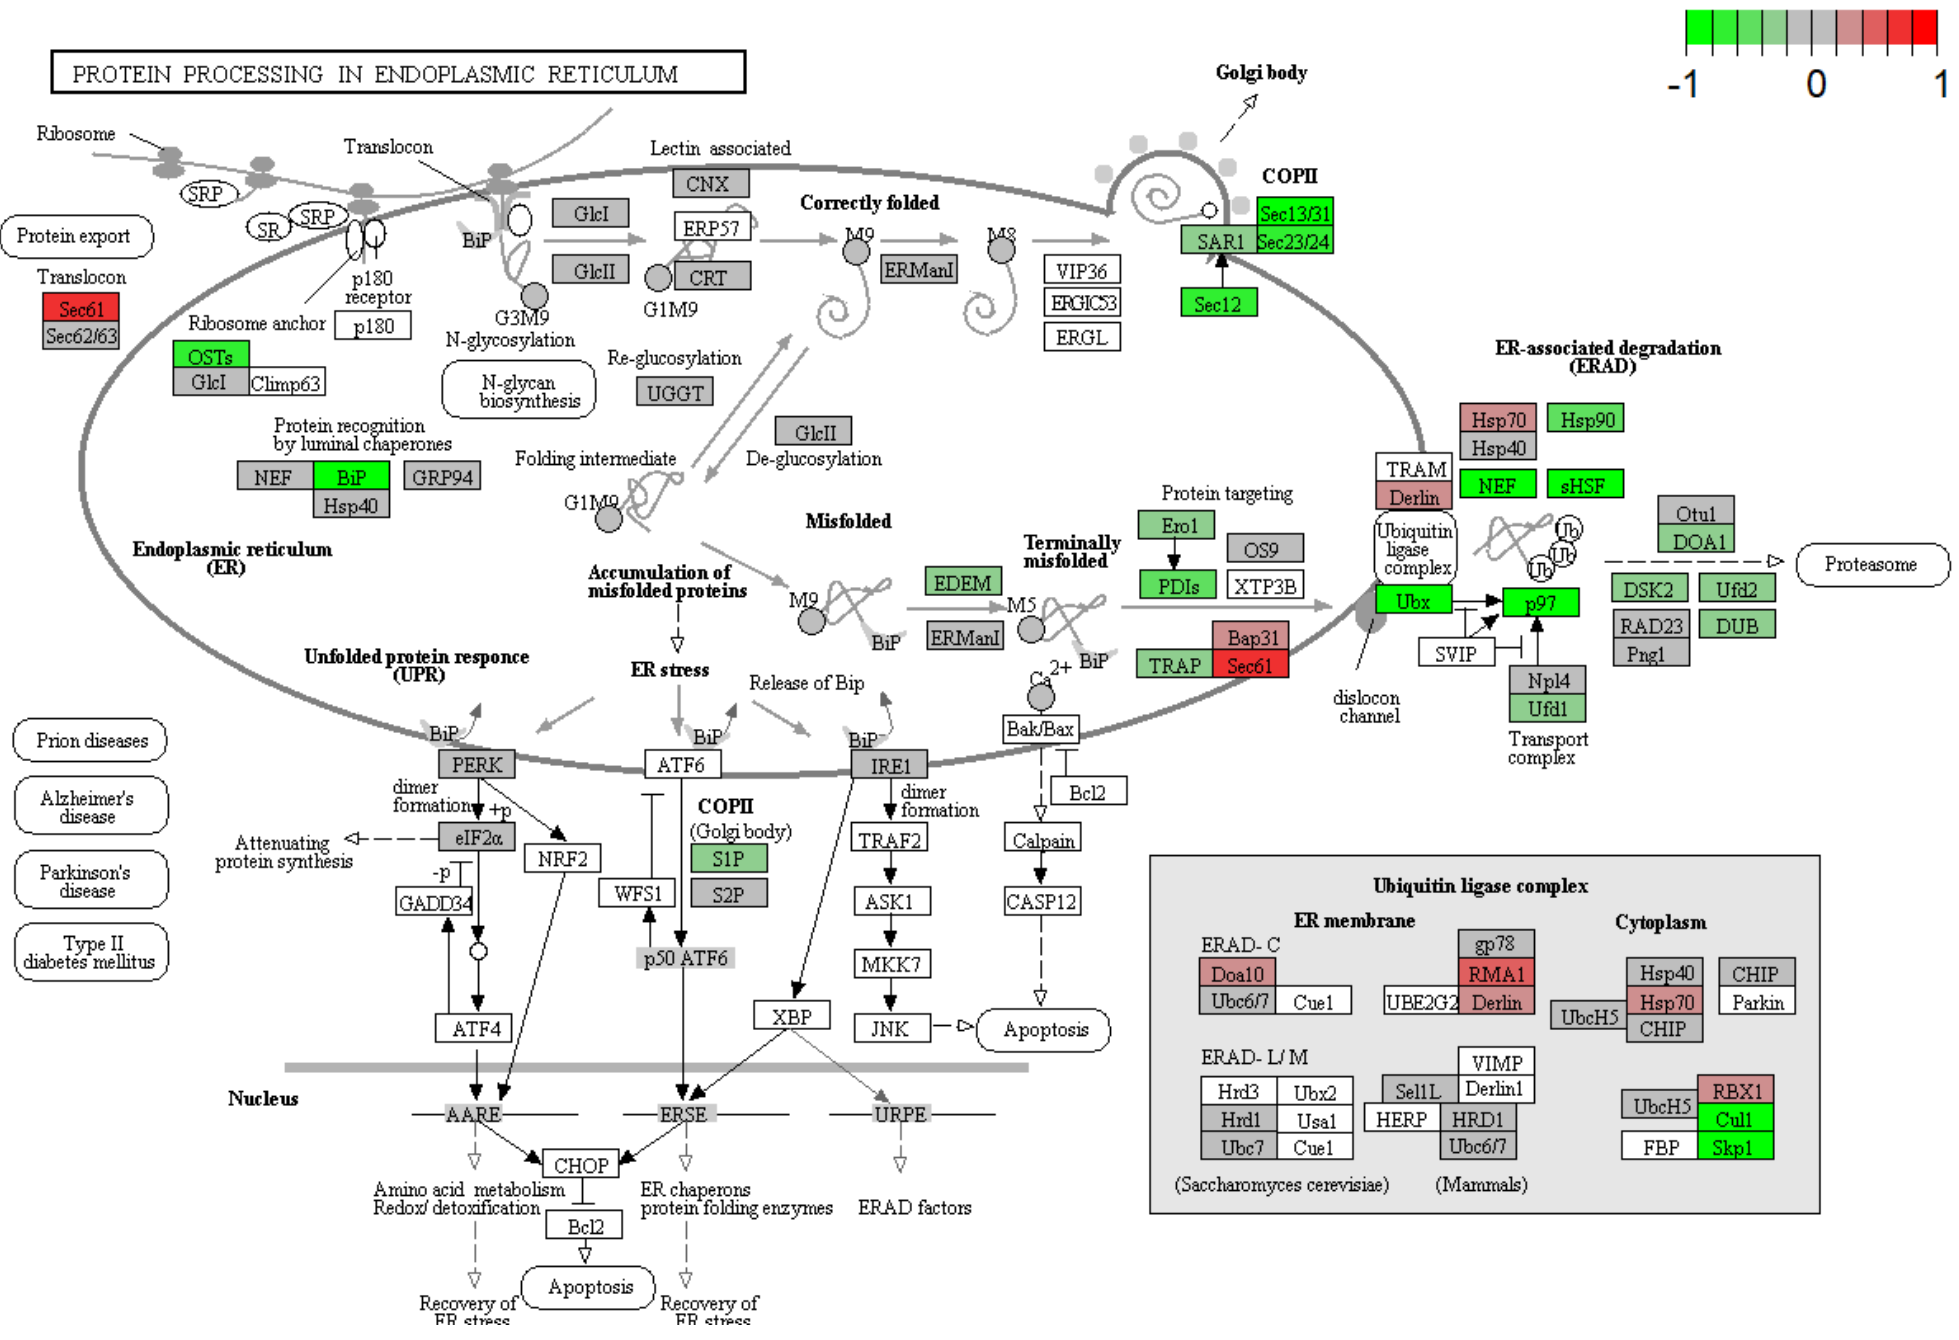 -1 0 1
PROTEIN PROCESSING IN ENDOPLASMIC RETICULUM
Golgi body
Ribosome
Translocon
Lectin associated
SRP
CNX
COPII
Correctly folded
GlcI
Sec13/31
SRP
SR
ERP57
Protein export
BiP
M9
M8
SAR1
Sec23/24
Translocon
p180
receptor
GlcII
CRT
ERManI
VIP36
Sec61
G1M9
ERGIC53
Sec12
Sec62/63
Ribosome anchor
p180
G3M9
N-glycosylation
ERGL
OSTs
Re-glucosylation
ER-associated degradation
(ERAD)
GlcI
Climp63
N-glycan
biosynthesis
UGGT
Protein recognition
by luminal chaperones
GlcII
Hsp70
Hsp90
Hsp40
Folding intermediate
De-glucosylation
NEF
BiP
GRP94
TRAM
Hsp40
G1M9
Derlin
NEF
sHSF
Protein targeting
Misfolded
Ero1
Otu1
Endoplasmic reticulum
(ER)
Terminally
misfolded
OS9
Ubiquitin
ligase
complex
Ub
Ub
Ub
DOA1
Accumulation of
misfolded proteins
EDEM
PDIs
XTP3B
Proteasome
M9
M5
Ubx
p97
DSK2
Ufd2
ERManI
BiP
Bap31
SVIP
RAD23
DUB
Unfolded protein responce
(UPR)
ER stress
BiP
TRAP
Sec61
Png1
Release of Bip
Ca2+
dislocon
channel
Npl4
Ufd1
Transport
complex
Prion diseases
BiP
BiP
BiP
Bak/Bax
PERK
ATF6
IRE1
Alzheimer's
disease
dimer
formation
+p
COPII
(Golgi body)
dimer
formation
Bcl2
Attenuating
protein synthesis
eIF2α
NRF2
S1P
TRAF2
Calpain
Parkinson's
disease
-p
GADD34
WFS1
S2P
ASK1
CASP12
Type II
diabetes mellitus
p50 ATF6
MKK7
ATF4
XBP
JNK
Apoptosis
Nucleus
AARE
ERSE
URPE
CHOP
Amino acid metabolism
Redox/ detoxification
ER chaperons
protein folding enzymes
ERAD factors
Bcl2
Apoptosis
Recovery of
ER stress
Recovery of
ER stress
Ubiquitin ligase complex
ER membrane
Cytoplasm
ERAD- C
gp78
Doa10
RMA1
Hsp40
CHIP
Ubc6/7
Cue1
UBE2G2
Derlin
Hsp70
Parkin
UbcH5
CHIP
ERAD- L/ M
VIMP
Hrd3
Ubx2
Sel1L
Derlin1
RBX1
Hrd1
Usa1
HERP
HRD1
UbcH5
Cul1
Ubc7
Cue1
Ubc6/7
FBP
Skp1
(Saccharomyces cerevisiae)
(Mammals)